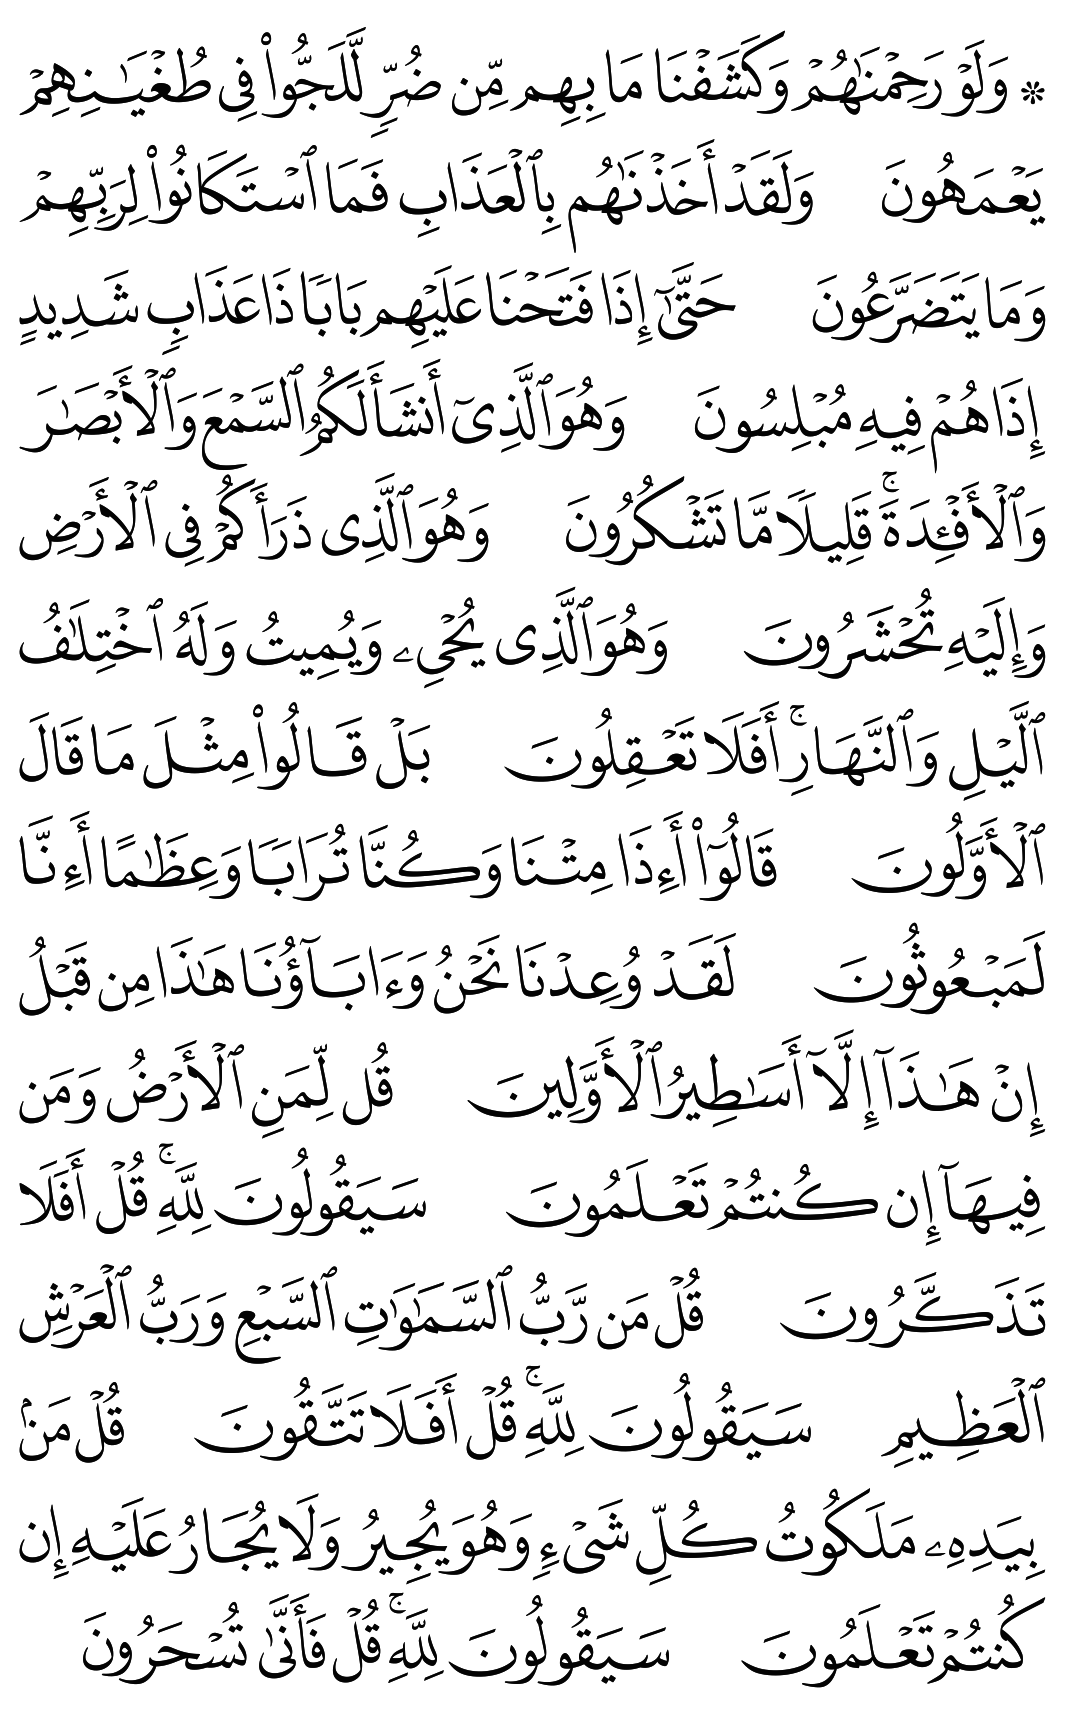 ۞ وَلَوْ رَحِمْنَٰهُمْ وَكَشَفْنَا مَا بِهِم مِّن ضُرٍّ لَّلَجُّوا۟ فِى طُغْيَٰنِهِمْ
يَعْمَهُونَ وَلَقَدْ أَخَذْنَٰهُم بِٱلْعَذَابِ فَمَا ٱسْتَكَانُوا۟ لِرَبِّهِمْ
وَمَا يَتَضَرَّعُونَ حَتَّىٰٓ إِذَا فَتَحْنَا عَلَيْهِم بَابًا ذَا عَذَابٍ شَدِيدٍ
إِذَا هُمْ فِيهِ مُبْلِسُونَ وَهُوَ ٱلَّذِىٓ أَنشَأَ لَكُمُ ٱلسَّمْعَ وَٱلْأَبْصَٰرَ
وَٱلْأَفْـِٔدَةَ ۚ قَلِيلًا مَّا تَشْكُرُونَ وَهُوَ ٱلَّذِى ذَرَأَكُمْ فِى ٱلْأَرْضِ
وَإِلَيْهِ تُحْشَرُونَ وَهُوَ ٱلَّذِى يُحْىِۦ وَيُمِيتُ وَلَهُ ٱخْتِلَٰفُ
ٱلَّيْلِ وَٱلنَّهَارِ ۚ أَفَلَا تَعْقِلُونَ بَلْ قَالُوا۟ مِثْلَ مَا قَالَ
ٱلْأَوَّلُونَ قَالُوٓا۟ أَءِذَا مِتْنَا وَكُنَّا تُرَابًا وَعِظَٰمًا أَءِنَّا
لَمَبْعُوثُونَ لَقَدْ وُعِدْنَا نَحْنُ وَءَابَآؤُنَا هَٰذَا مِن قَبْلُ
إِنْ هَٰذَآ إِلَّآ أَسَٰطِيرُ ٱلْأَوَّلِينَ قُل لِّمَنِ ٱلْأَرْضُ وَمَن
فِيهَآ إِن كُنتُمْ تَعْلَمُونَ سَيَقُولُونَ لِلَّهِ ۚ قُلْ أَفَلَا
تَذَكَّرُونَ قُلْ مَن رَّبُّ ٱلسَّمَٰوَٰتِ ٱلسَّبْعِ وَرَبُّ ٱلْعَرْشِ
ٱلْعَظِيمِ سَيَقُولُونَ لِلَّهِ ۚ قُلْ أَفَلَا تَتَّقُونَ قُلْ مَنۢ
بِيَدِهِۦ مَلَكُوتُ كُلِّ شَىْءٍ وَهُوَ يُجِيرُ وَلَا يُجَارُ عَلَيْهِ إِن
كُنتُمْ تَعْلَمُونَ سَيَقُولُونَ لِلَّهِ ۚ قُلْ فَأَنَّىٰ تُسْحَرُونَ